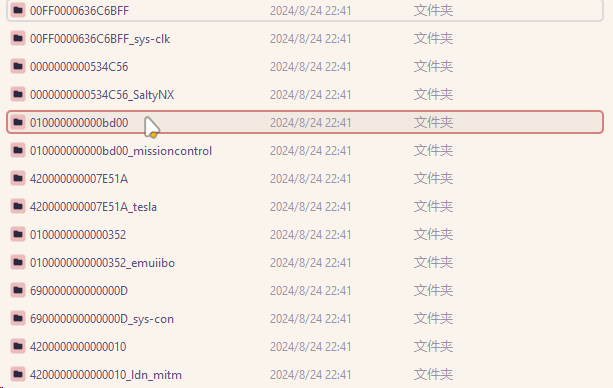 00FF0000636C6BFF 2024/8/24 22:41 文件夹
00FF0000636C6BFF_sys-clk 2024/8/24 22:41 文件夹
0000000000534C56 2024/8/24 22:41 文件夹
0000000000534C56_SaltyNX 2024/8/24 22:41 文件夹
010000000000bd00 2024/8/24 22:41 文件夹
010000000000bd00_missioncontrol 2024/8/24 22:41 文件夹
420000000007E51A 2024/8/24 22:41 文件夹
420000000007E51A_tesla 2024/8/24 22:41 文件夹
0100000000000352 2024/8/24 22:41 文件夹
0100000000000352_emuiibo 2024/8/24 22:41 文件夹
690000000000000D 2024/8/24 22:41 文件夹
690000000000000D_sys-con 2024/8/24 22:41 文件夹
4200000000000010 2024/8/24 22:41 文件夹
4200000000000010_ldn_mitm 2024/8/24 22:41 文件夹